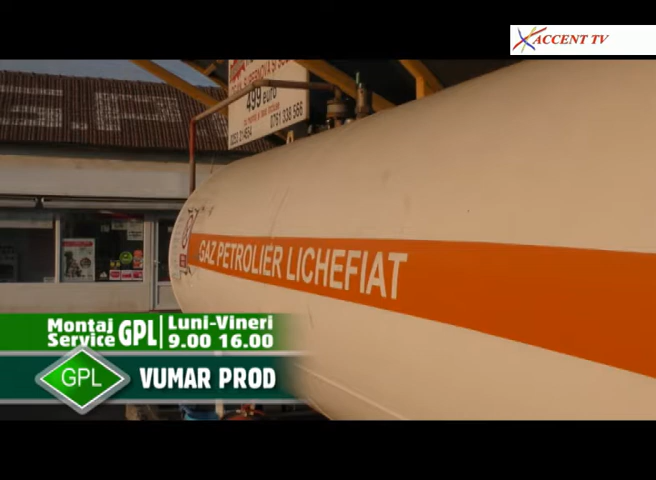 ACCENT TV
499 euro
0761 338 566
GAZ PETROLIER LICHEFIAT
Montaj
Service GPL
Luni-Vineri
9.00 16.00
GPL
VUMAR PROD